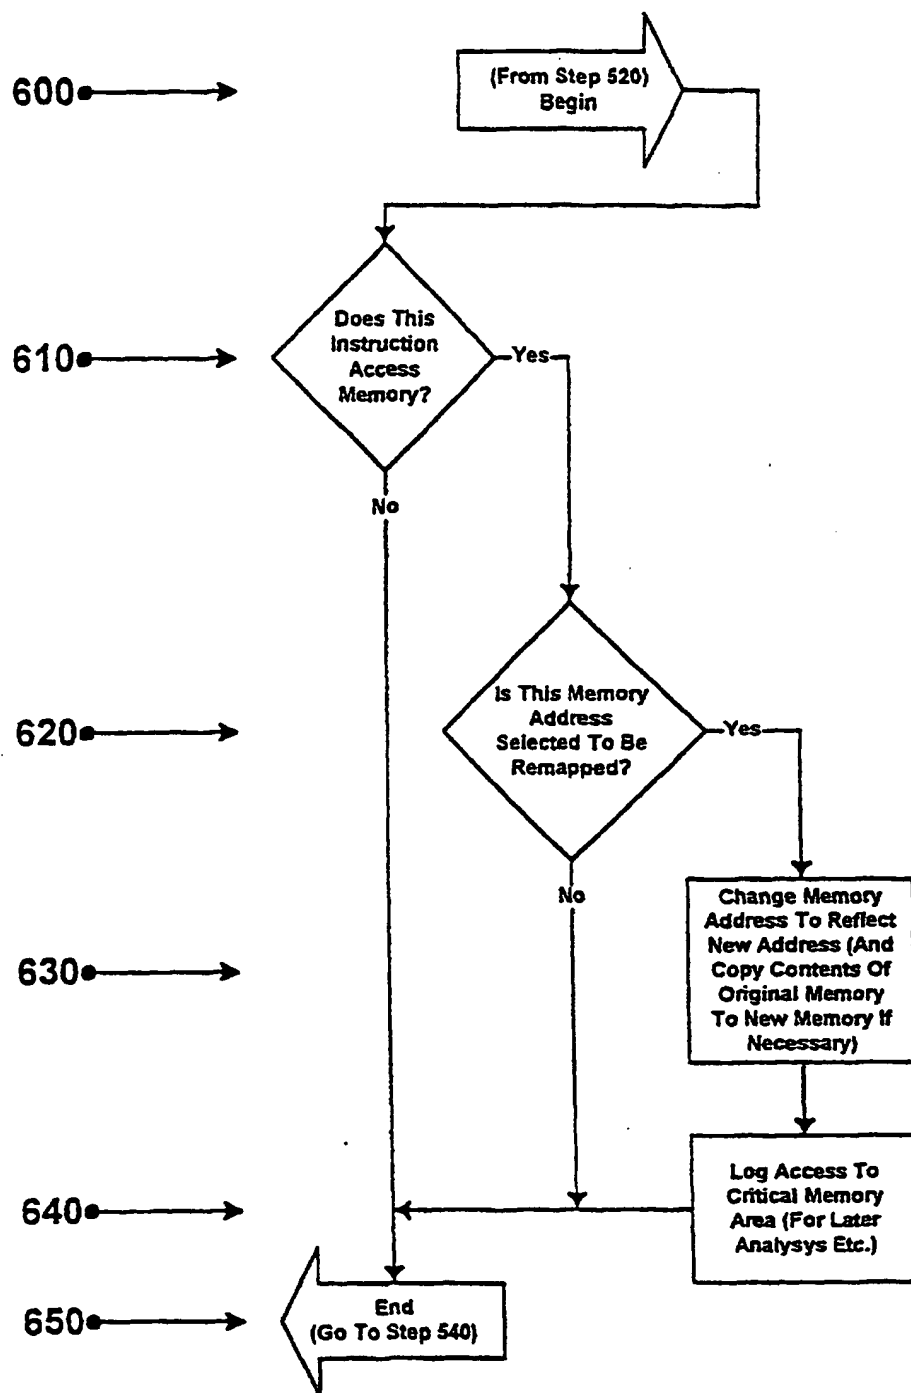 600
(From Step 520)
Begin
610
Does This
Instruction
Access
Memory?
Yes
No
620
Is This Memory
Address
Selected To Be
Remapped?
Yes
No
630
Change Memory
Address To Reflect
New Address (And
Copy Contents Of
Original Memory
To New Memory If
Necessary)
640
Log Access To
Critical Memory
Area (For Later
Analysys Etc.)
650
End
(Go To Step 540)